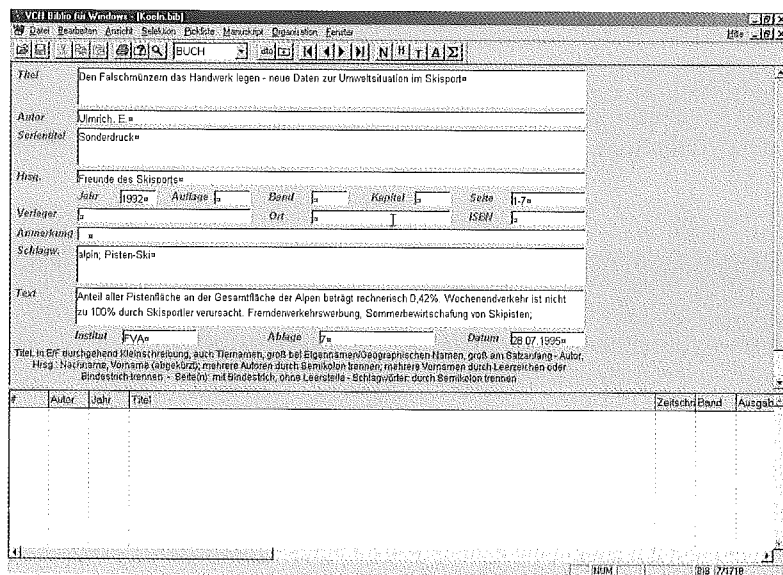 VCH Biblio für Windows - [Koeln.bib]
Datei Bearbeiten Ansicht Selektion Pickliste Manuskript Organisation Fenster Hilfe
BUCH N H T A Σ
Titel Den Falschmünzern das Handwerk legen - neue Daten zur Umweltsituation im Skisport¤
Autor Ulmrich, E.¤
Serientitel Sonderdruck¤
Hrsg. Freunde des Skisports¤
Jahr 1992¤ Auflage ¤ Band ¤ Kapitel ¤ Seite 1-7¤
Verleger ¤ Ort ¤ ISBN ¤
Anmerkung ¤
Schlagw. alpin; Pisten-Ski¤
Text Anteil aller Pistenfläche an der Gesamtfläche der Alpen beträgt rechnerisch 0,42%. Wochenendverkehr ist nicht
zu 100% durch Skisportler verursacht. Fremdenverkehrswerbung, Sommerbewirtschafung von Skipisten;
Institut FVA¤ Ablage 7¤ Datum 28.07.1995¤
Titel, in E/F durchgehend Kleinschreibung, auch Tiernamen, groß bei Eigennamen/Geographischen Namen, groß am Satzanfang - Autor,
Hrsg.: Nachname, Vorname (abgekürzt); mehrere Autoren durch Semikolon trennen; mehrere Vornamen durch Leerzeichen oder
Bindestrich trennen - Seite(n): mit Bindestrich, ohne Leerstelle - Schlagwörter: durch Semikolon trennen
# Autor Jahr Titel Zeitschri Band Ausgab
NUM 7/1718